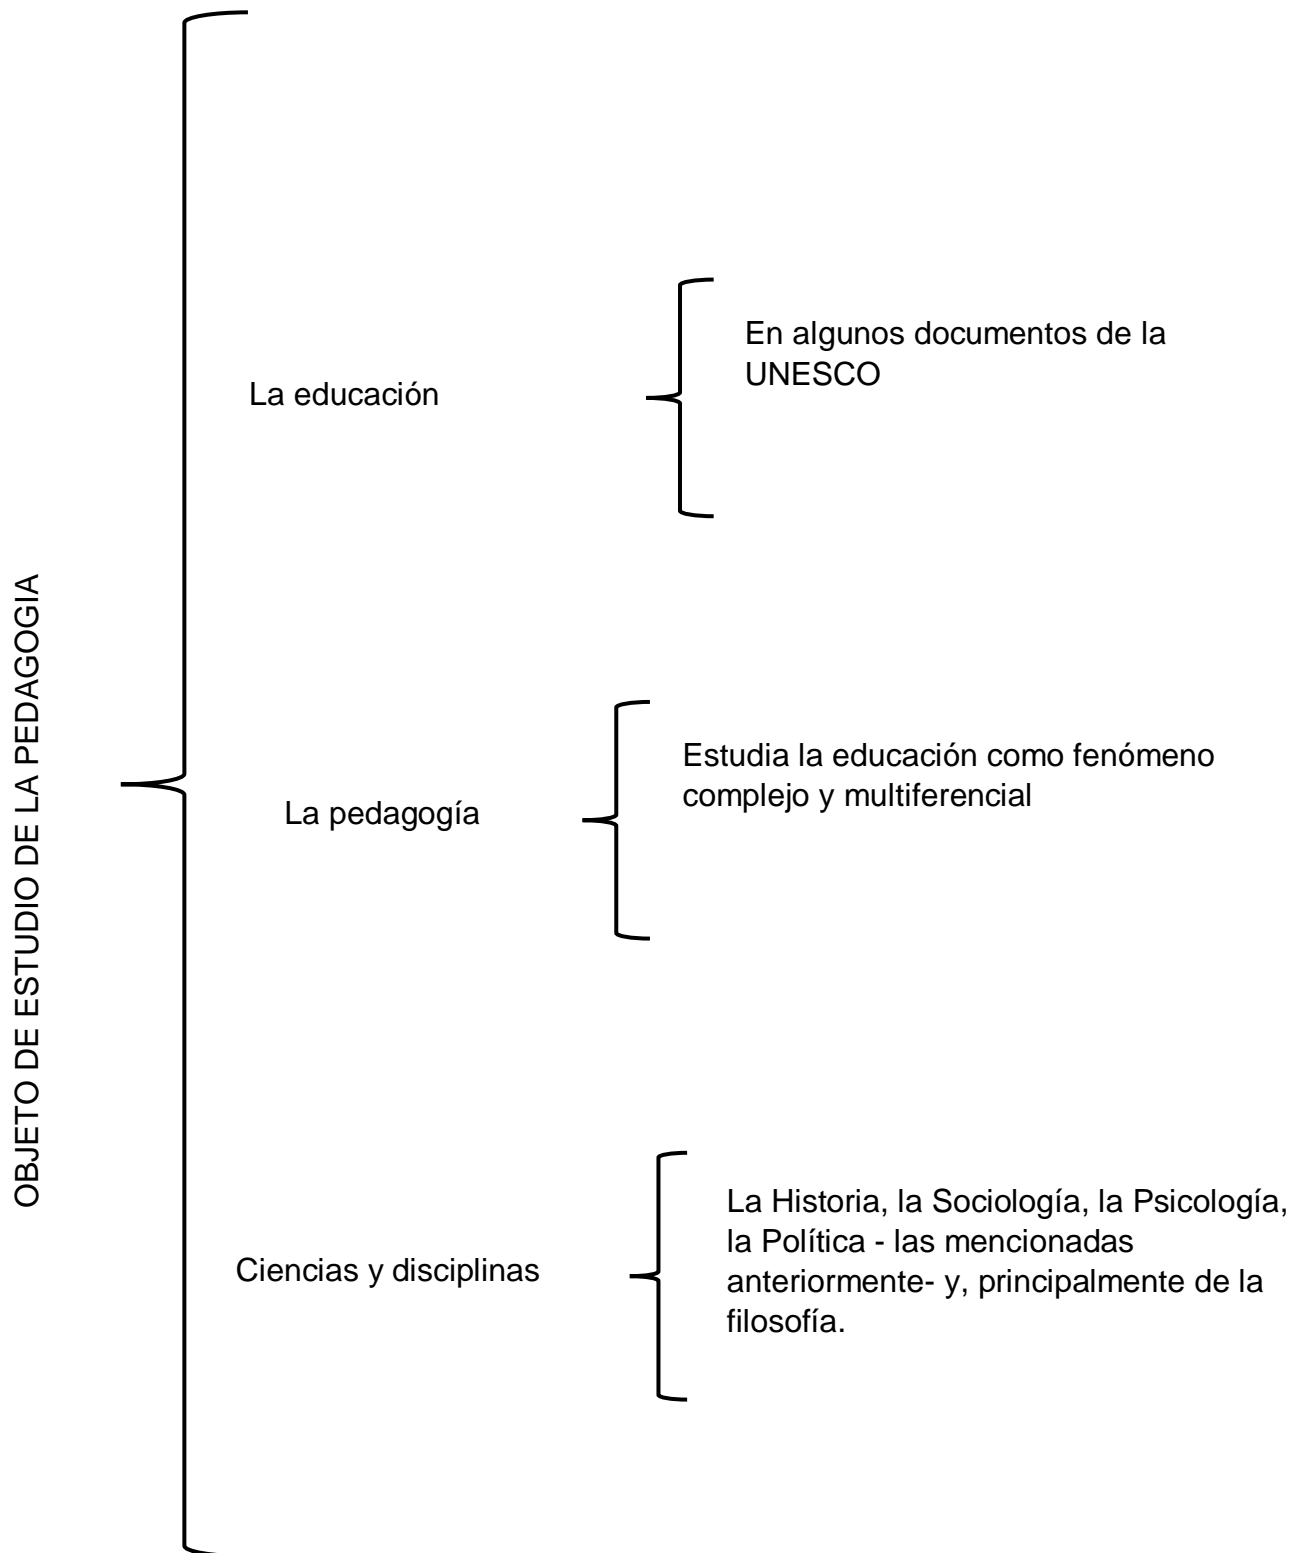 OBJETO DE ESTUDIO DE LA PEDAGOGIA
La educación
En algunos documentos de la
UNESCO
La pedagogía
Estudia la educación como fenómeno
complejo y multiferencial
Ciencias y disciplinas
La Historia, la Sociología, la Psicología,
la Política - las mencionadas
anteriormente- y, principalmente de la
filosofía.